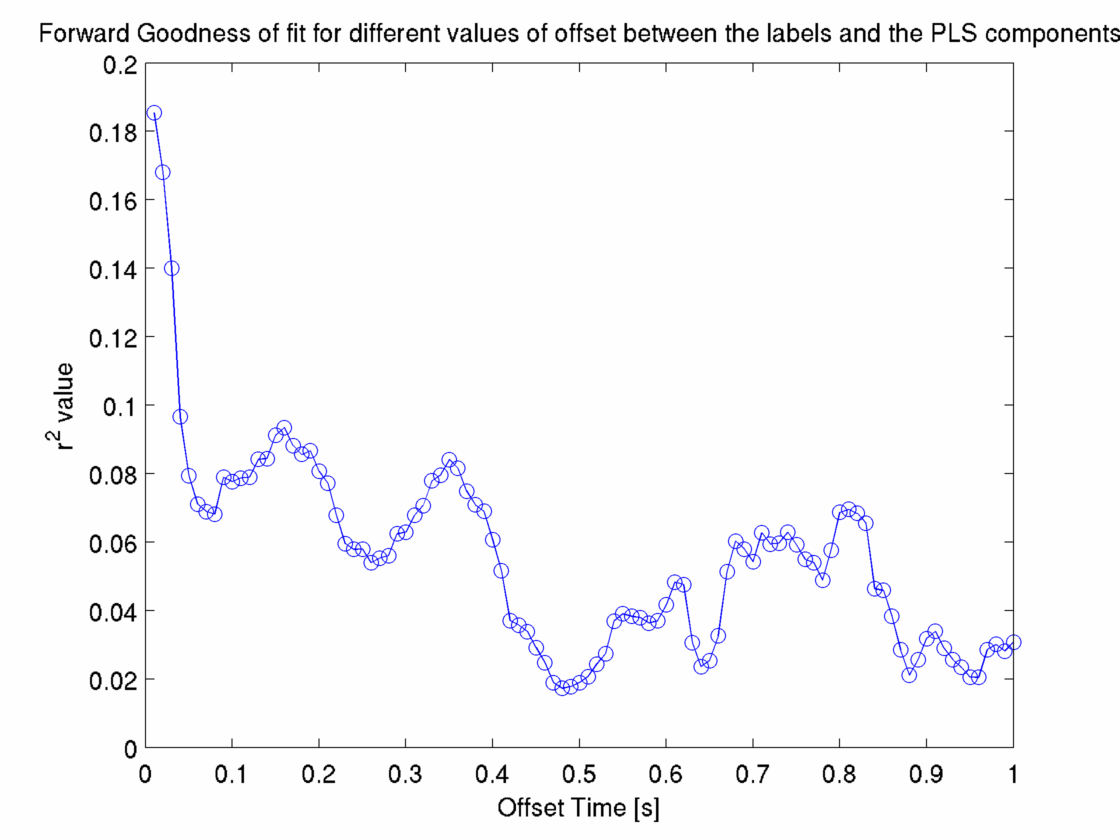 Forward Goodness of fit for different values of offset between the labels and the PLS components
0.2
0.18
0.16
0.14
0.12
0.1
0.08
0.06
0.04
0.02
0
r² value
0 0.1 0.2 0.3 0.4 0.5 0.6 0.7 0.8 0.9 1
Offset Time [s]